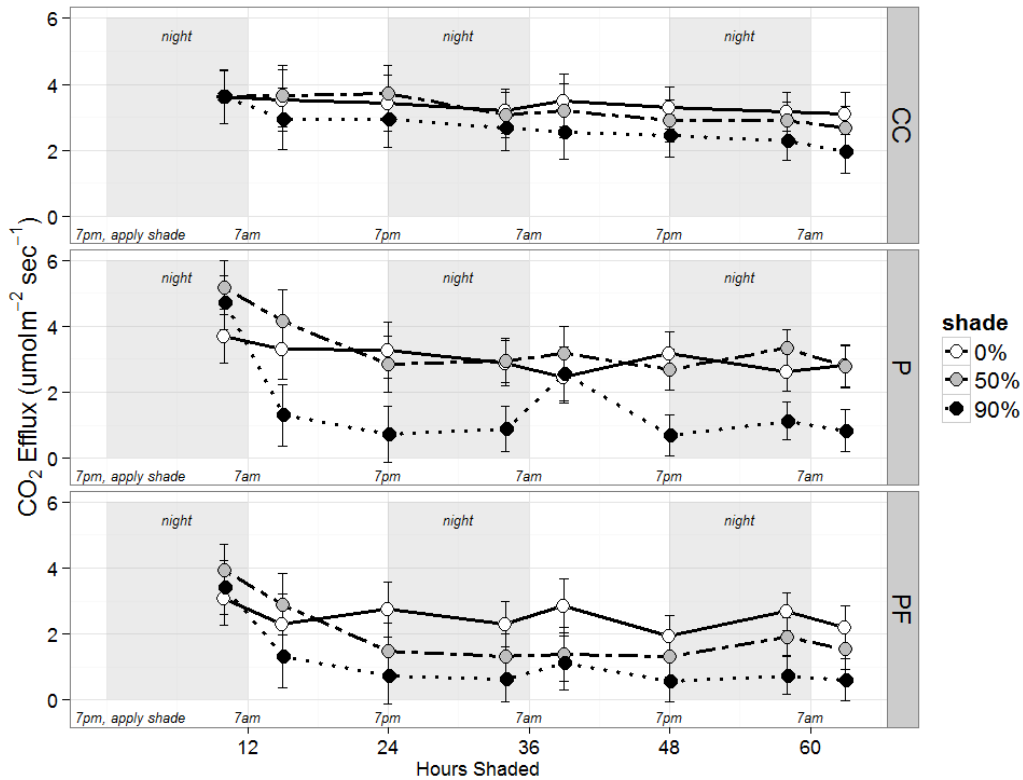 6
night
night
night
4
2
0
7pm, apply shade
7am
7pm
7am
7pm
7am
CC
6
night
night
night
4
2
0
7pm, apply shade
7am
7pm
7am
7pm
7am
P
6
night
night
night
4
2
0
7pm, apply shade
7am
7pm
7am
7pm
7am
PF
12
24
36
48
60
Hours Shaded
CO₂ Efflux (umolm⁻² sec⁻¹)
shade
0%
50%
90%